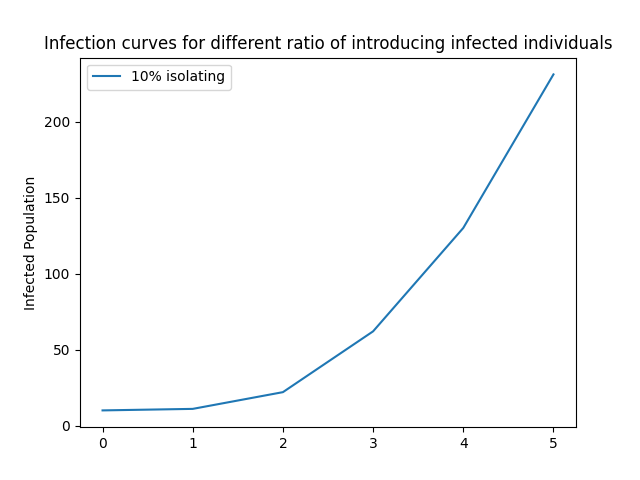 Infection curves for different ratio of introducing infected individuals
10% isolating
Infected Population
200
150
100
50
0
0 1 2 3 4 5